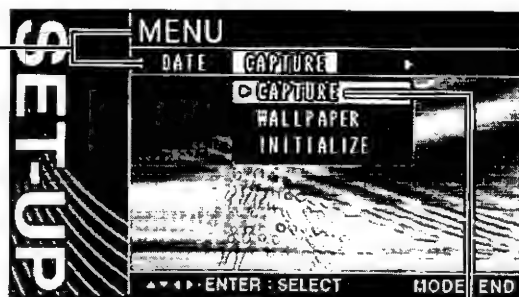 SET-UP
MENU
DATE CAPTURE ▸
▷CAPTURE
WALLPAPER
INITIALIZE
▲▼◀▶·ENTER : SELECT MODE END